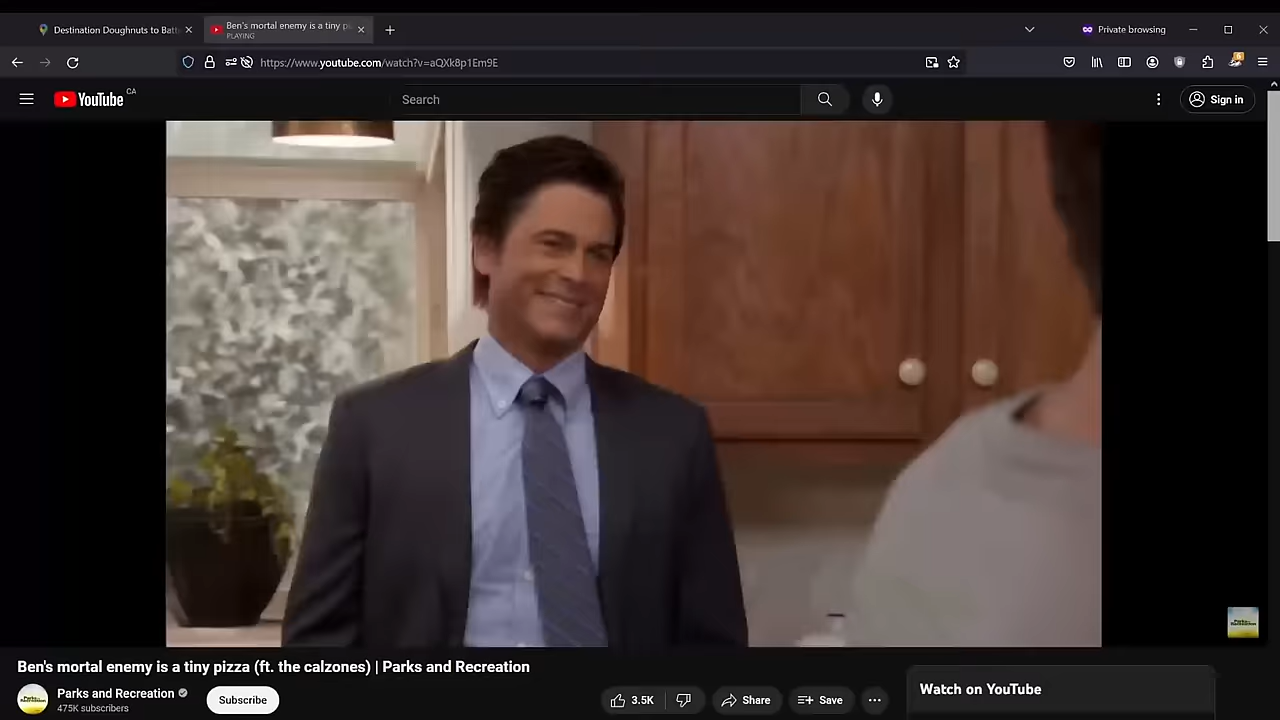 Destination Doughnuts to Batt
Ben's mortal enemy is a tiny pi
PLAYING
Private browsing
https://www.youtube.com/watch?v=aQXk8p1Em9E
YouTube CA
Search
Sign in
Ben's mortal enemy is a tiny pizza (ft. the calzones) | Parks and Recreation
Parks and Recreation
475K subscribers
Subscribe
3.5K
Share
Save
Watch on YouTube